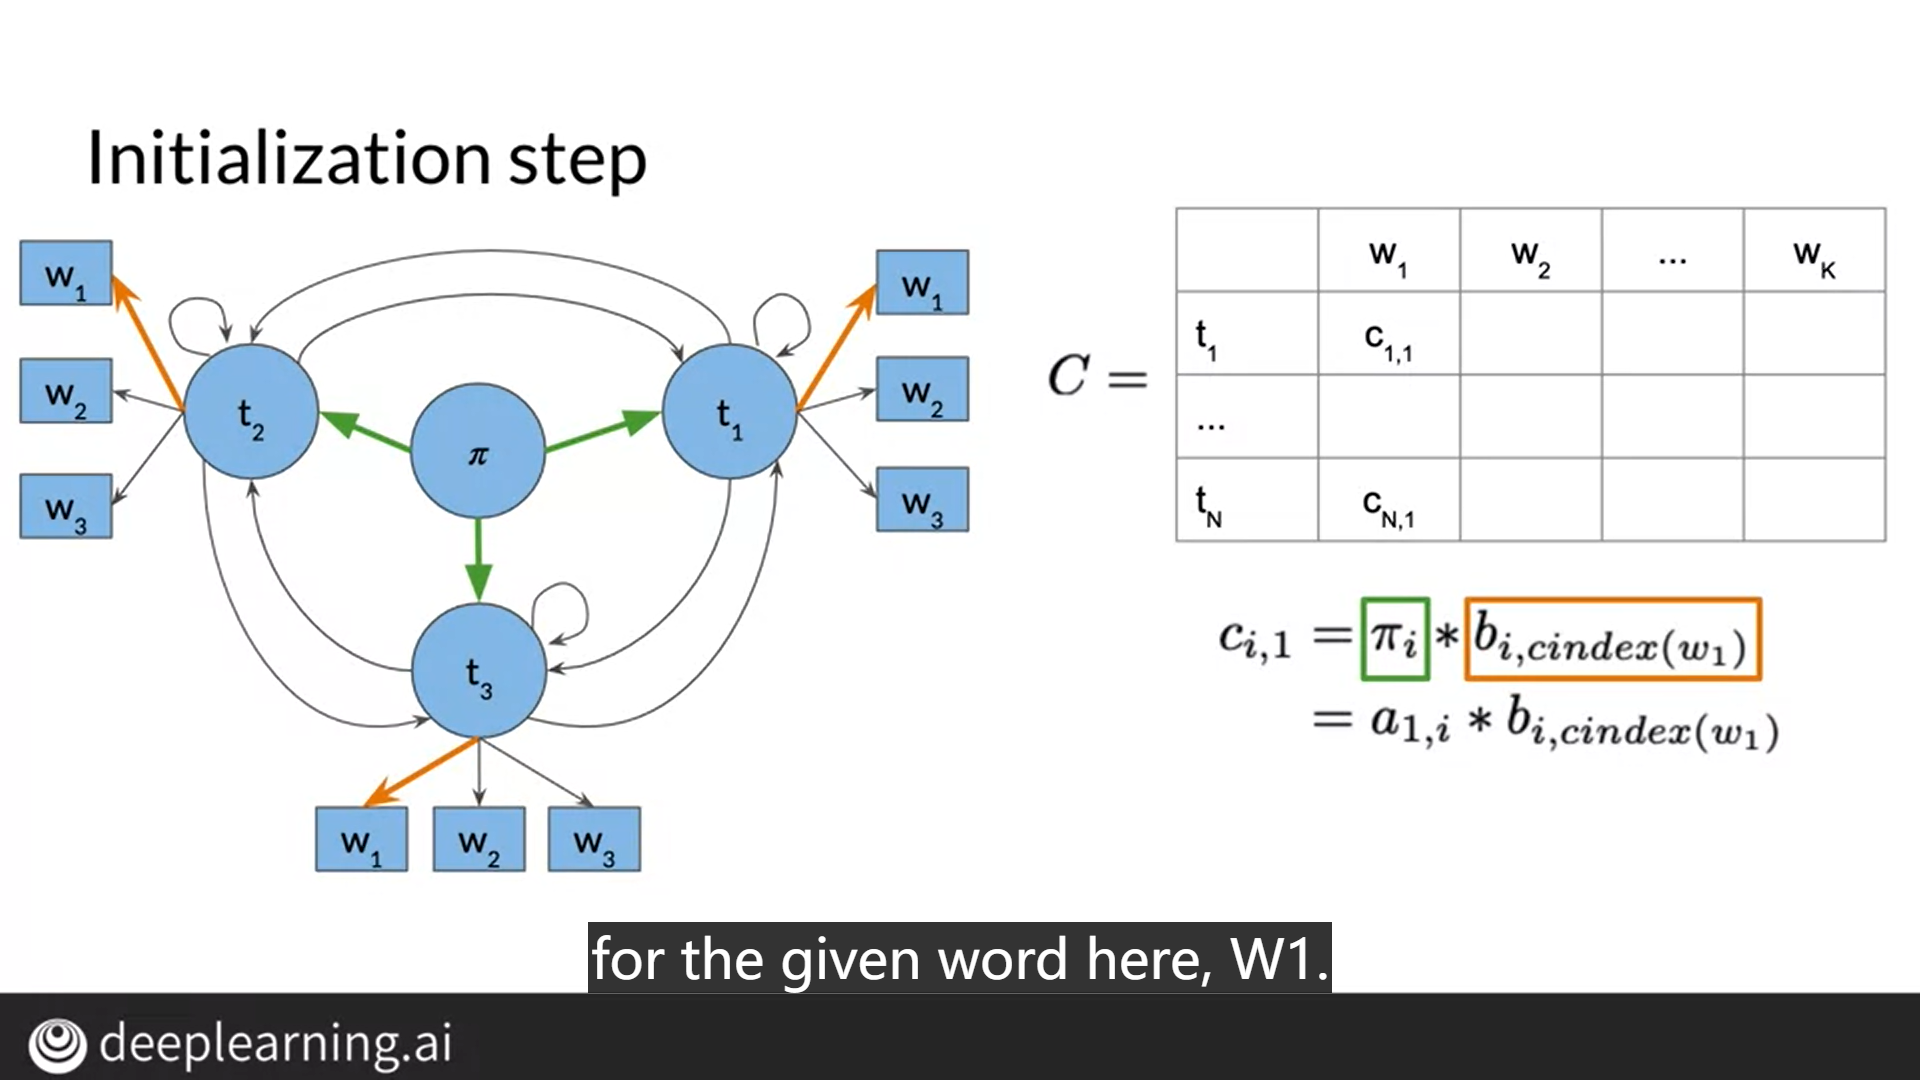 Initialization step
w1
w2
w3
t2
π
t1
w1
w2
w3
t3
w1 w2 w3
C =
w1 w2 ... wK
t1 c1,1
...
tN cN,1
ci,1 = πi * bi,cindex(w1)
= a1,i * bi,cindex(w1)
for the given word here, W1.
deeplearning.ai